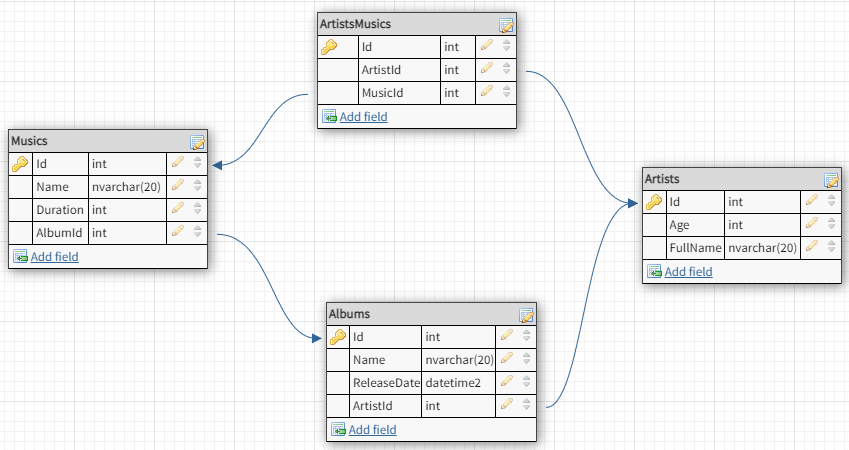 ArtistsMusics
Id int
ArtistId int
MusicId int
Add field
Musics
Id int
Name nvarchar(20)
Duration int
AlbumId int
Add field
Artists
Id int
Age int
FullName nvarchar(20)
Add field
Albums
Id int
Name nvarchar(20)
ReleaseDate datetime2
ArtistId int
Add field